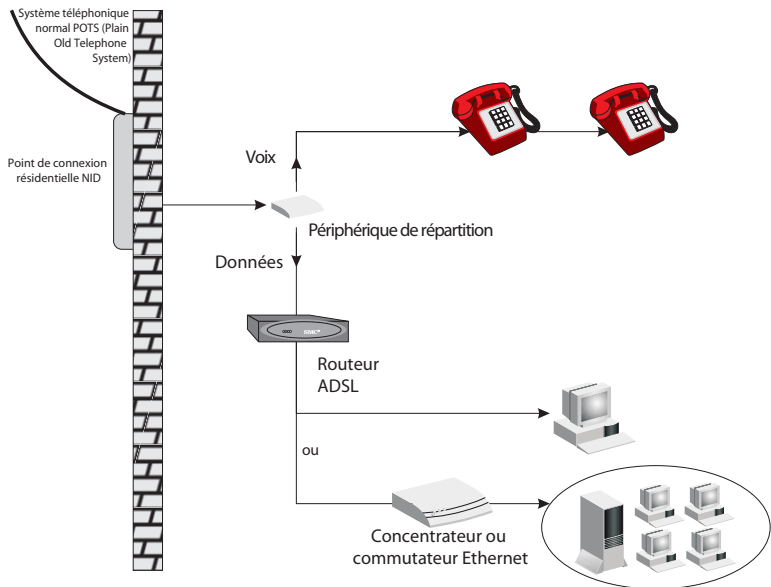 Système téléphonique
normal POTS (Plain
Old Telephone
System)
Point de connexion
résidentielle NID
Voix
Périphérique de répartition
Données
SMC
Routeur
ADSL
ou
Concentrateur ou
commutateur Ethernet